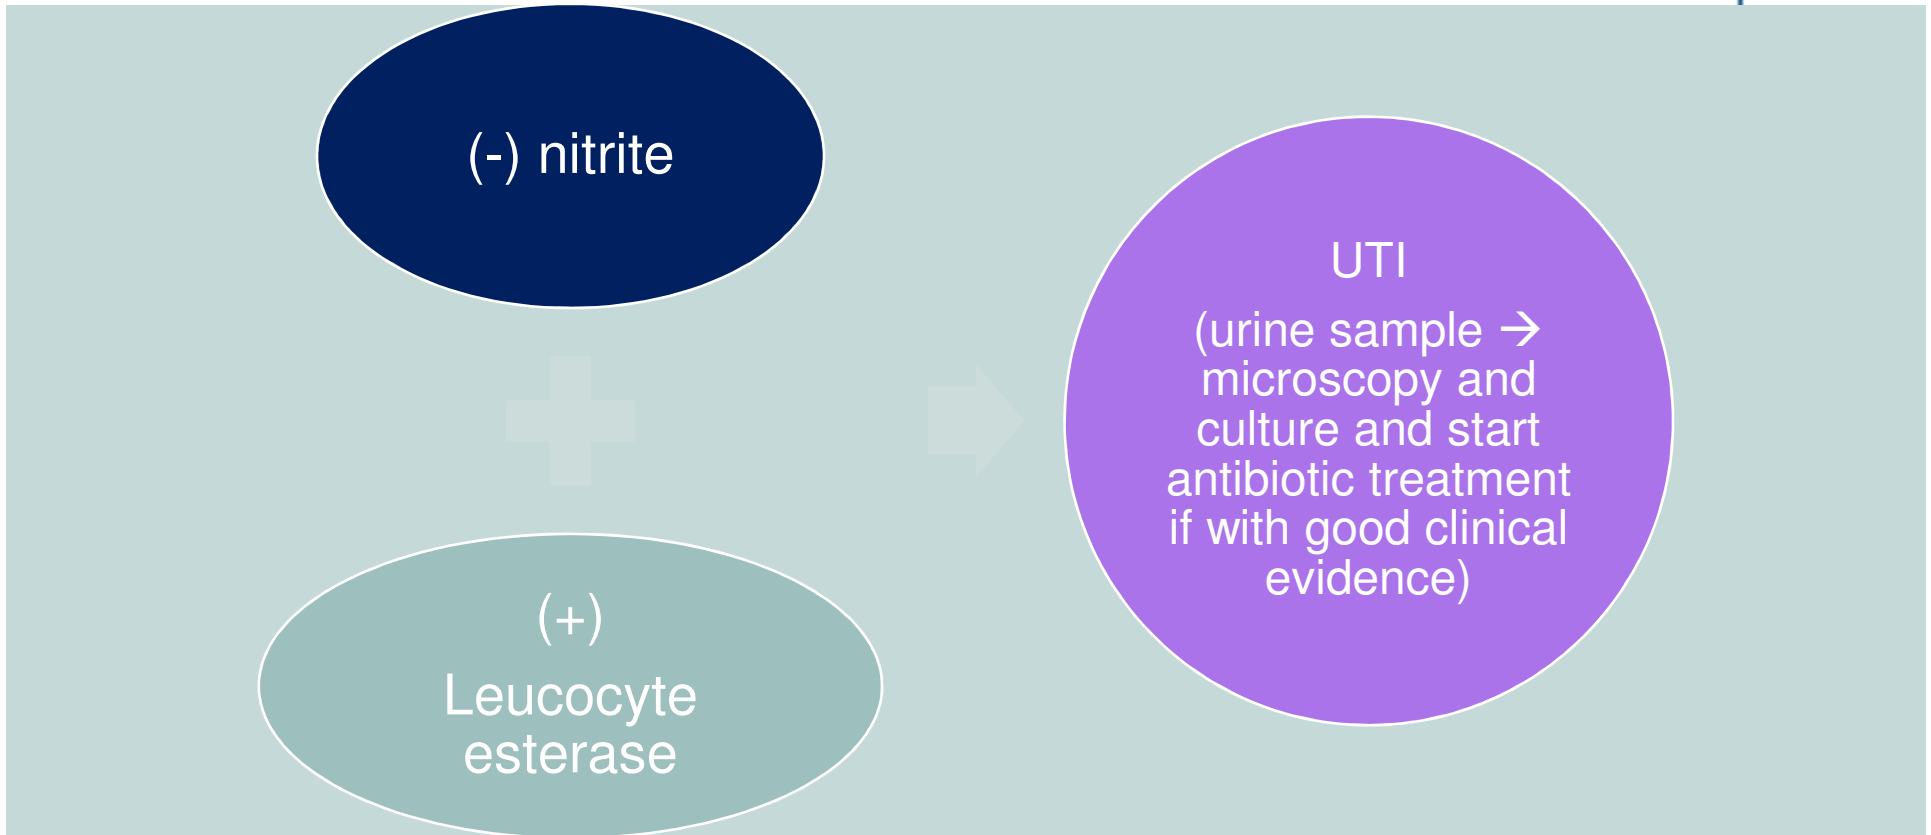 (-) nitrite
(+)
Leucocyte
esterase
UTI
(urine sample →
microscopy and
culture and start
antibiotic treatment
if with good clinical
evidence)